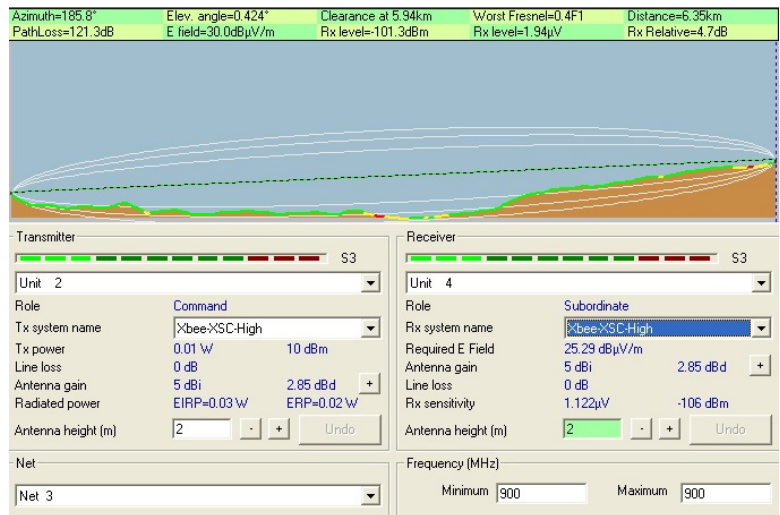 Azimuth=185.8° Elev. angle=0.424° Clearance at 5.94km Worst Fresnel=0.4F1 Distance=6.35km
PathLoss=121.3dB E field=30.0dBµV/m Rx level=-101.3dBm Rx level=1.94µV Rx Relative=4.7dB
Transmitter
S3
Unit 2
Role Command
Tx system name Xbee-XSC-High
Tx power 0.01 W 10 dBm
Line loss 0 dB
Antenna gain 5 dBi 2.85 dBd +
Radiated power EIRP=0.03 W ERP=0.02 W
Antenna height (m) 2 - + Undo
Net
Net 3
Receiver
S3
Unit 4
Role Subordinate
Rx system name Xbee-XSC-High
Required E Field 25.29 dBµV/m
Antenna gain 5 dBi 2.85 dBd +
Line loss 0 dB
Rx sensitivity 1.122µV -106 dBm
Antenna height (m) 2 - + Undo
Frequency (MHz)
Minimum 900 Maximum 900